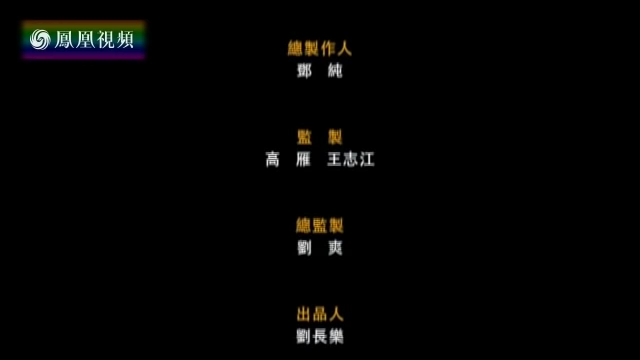 鳳凰視頻
總製作人
鄧 純
監 製
高 雁 王志江
總監製
劉 爽
出品人
劉長樂